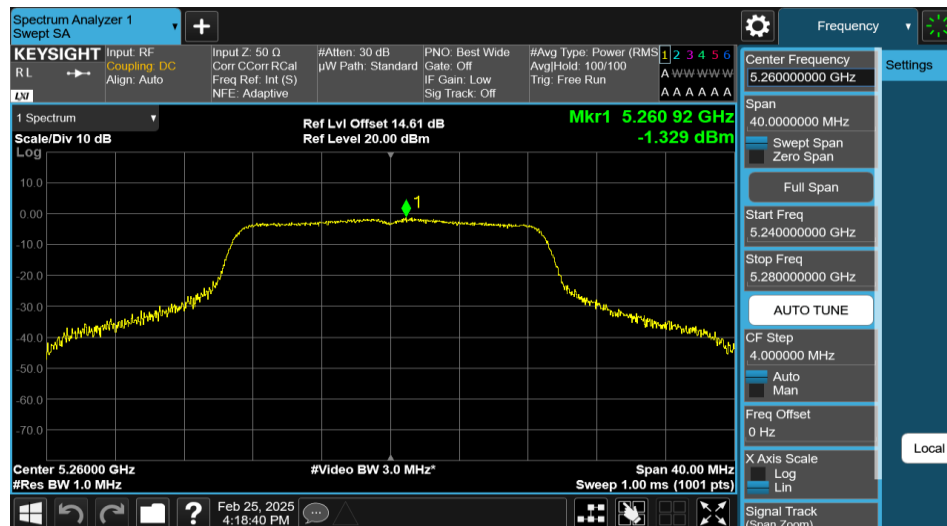 Spectrum Analyzer 1
Swept SA
Frequency
KEYSIGHT
RL
LXI
Input: RF
Coupling: DC
Align: Auto
Input Z: 50 Ω
Corr CCorr RCal
Freq Ref: Int (S)
NFE: Adaptive
#Atten: 30 dB
µW Path: Standard
PNO: Best Wide
Gate: Off
IF Gain: Low
Sig Track: Off
#Avg Type: Power (RMS
Avg|Hold: 100/100
Trig: Free Run
1 2 3 4 5 6
A W W W W W
A A A A A A
1 Spectrum
Scale/Div 10 dB
Log
Ref Lvl Offset 14.61 dB
Ref Level 20.00 dBm
Mkr1 5.260 92 GHz
-1.329 dBm
1
10.0
0.00
-10.0
-20.0
-30.0
-40.0
-50.0
-60.0
-70.0
Center 5.26000 GHz
#Res BW 1.0 MHz
#Video BW 3.0 MHz*
Span 40.00 MHz
Sweep 1.00 ms (1001 pts)
Feb 25, 2025
4:18:40 PM
?
Center Frequency
5.260000000 GHz
Span
40.0000000 MHz
Swept Span
Zero Span
Full Span
Start Freq
5.240000000 GHz
Stop Freq
5.280000000 GHz
AUTO TUNE
CF Step
4.000000 MHz
Auto
Man
Freq Offset
0 Hz
X Axis Scale
Log
Lin
Signal Track
(Span Zoom)
Settings
Local